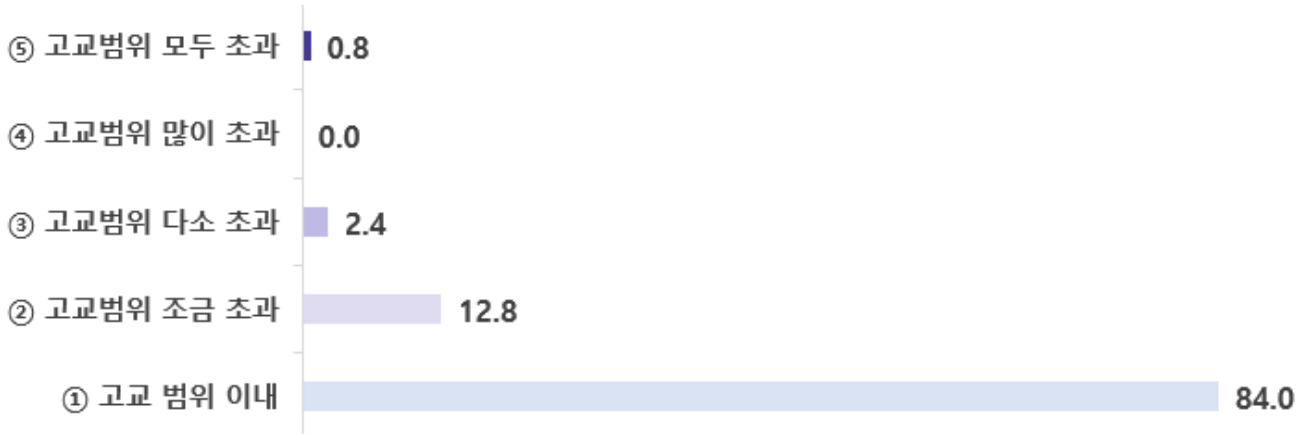 ⑤ 고교범위 모두 초과 0.8
④ 고교범위 많이 초과 0.0
③ 고교범위 다소 초과 2.4
② 고교범위 조금 초과 12.8
① 고교 범위 이내 84.0